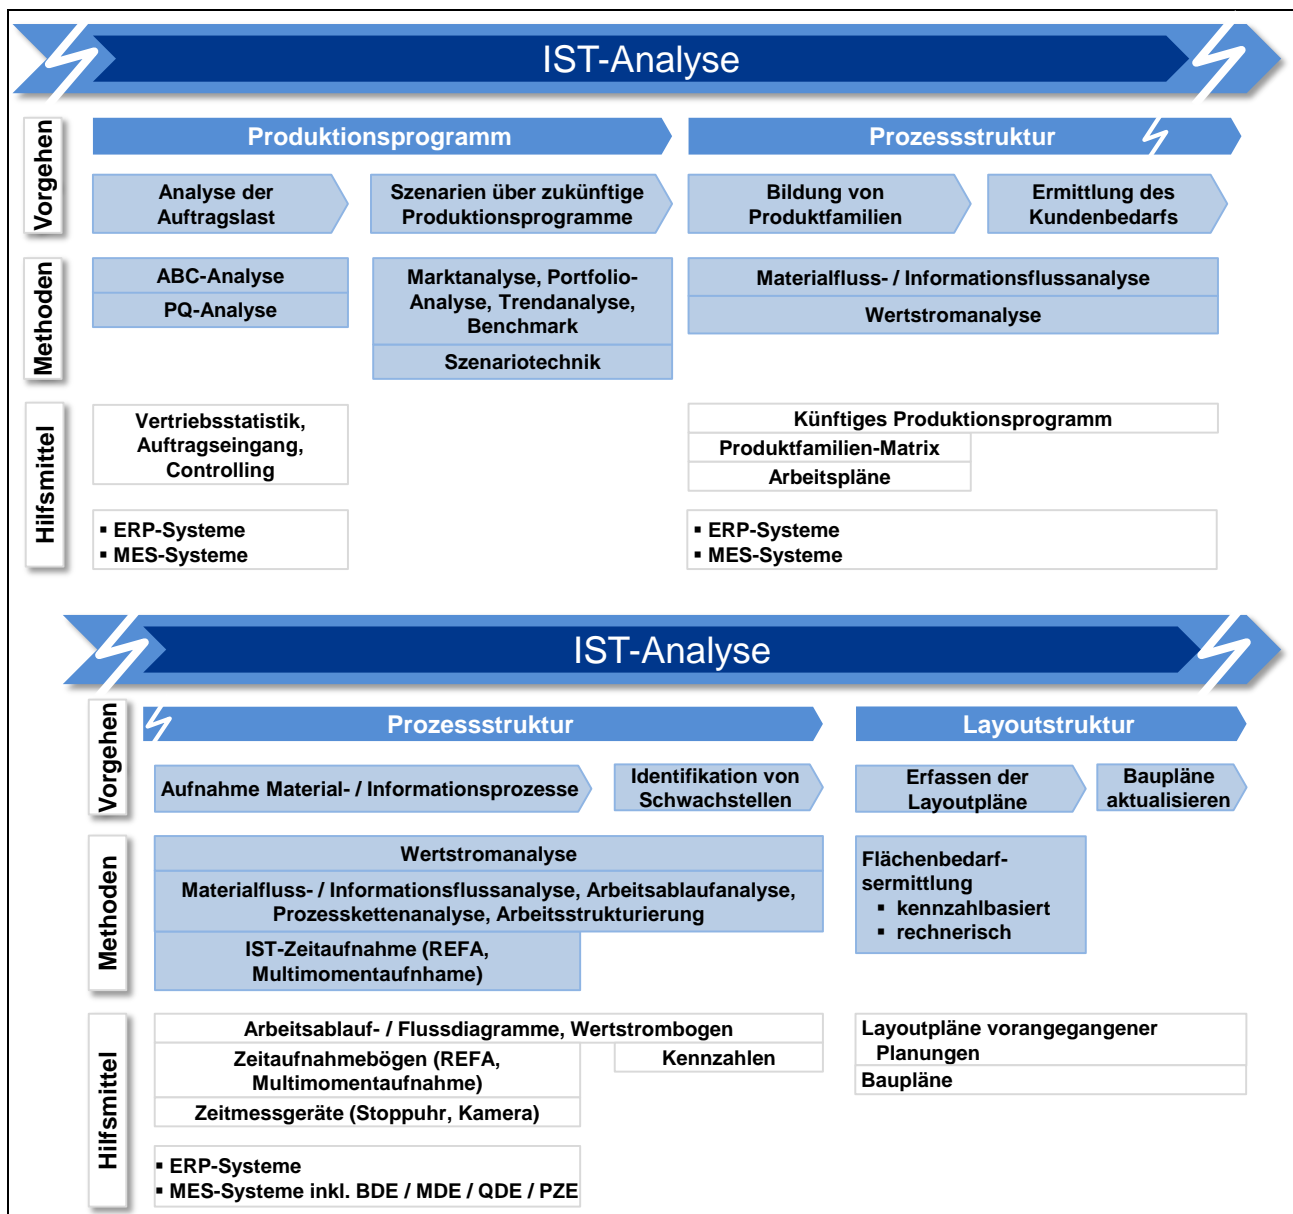 IST-Analyse
Vorgehen
Produktionsprogramm
Prozessstruktur
Analyse der
Auftragslast
Szenarien über zukünftige
Produktionsprogramme
Bildung von
Produktfamilien
Ermittlung des
Kundenbedarfs
Methoden
ABC-Analyse
PQ-Analyse
Marktanalyse, Portfolio-
Analyse, Trendanalyse,
Benchmark
Szenariotechnik
Materialfluss- / Informationsflussanalyse
Wertstromanalyse
Hilfsmittel
Vertriebsstatistik,
Auftragseingang,
Controlling
Künftiges Produktionsprogramm
Produktfamilien-Matrix
Arbeitspläne
▪ ERP-Systeme
▪ MES-Systeme
▪ ERP-Systeme
▪ MES-Systeme
IST-Analyse
Vorgehen
Prozessstruktur
Layoutstruktur
Aufnahme Material- / Informationsprozesse
Identifikation von
Schwachstellen
Erfassen der
Layoutpläne
Baupläne
aktualisieren
Methoden
Wertstromanalyse
Materialfluss- / Informationsflussanalyse, Arbeitsablaufanalyse,
Prozesskettenanalyse, Arbeitsstrukturierung
IST-Zeitaufnahme (REFA,
Multimomentaufnhame)
Flächenbedarf-
sermittlung
▪ kennzahlbasiert
▪ rechnerisch
Hilfsmittel
Arbeitsablauf- / Flussdiagramme, Wertstrombogen
Zeitaufnahmebögen (REFA,
Multimomentaufnahme)
Kennzahlen
Zeitmessgeräte (Stoppuhr, Kamera)
Layoutpläne vorangegangener
Planungen
Baupläne
▪ ERP-Systeme
▪ MES-Systeme inkl. BDE / MDE / QDE / PZE